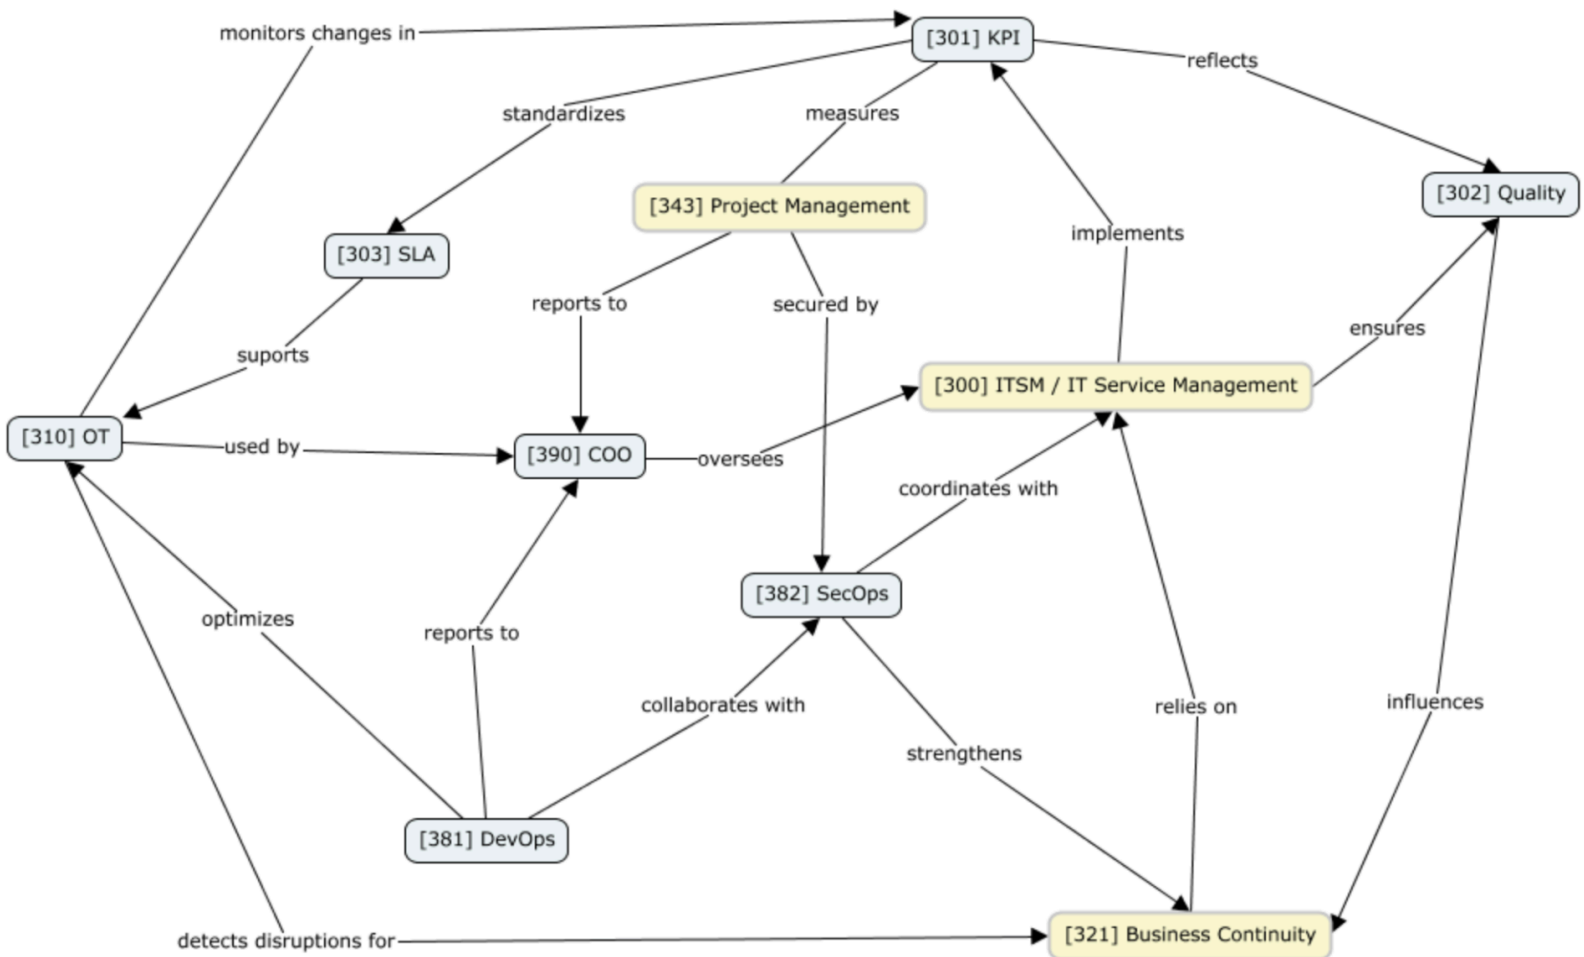 monitors changes in
[301] KPI
reflects
standardizes
measures
[302] Quality
[343] Project Management
implements
[303] SLA
reports to
secured by
ensures
suports
[300] ITSM / IT Service Management
[310] OT
used by
[390] COO
oversees
coordinates with
[382] SecOps
optimizes
reports to
collaborates with
relies on
influences
strengthens
[381] DevOps
detects disruptions for
[321] Business Continuity